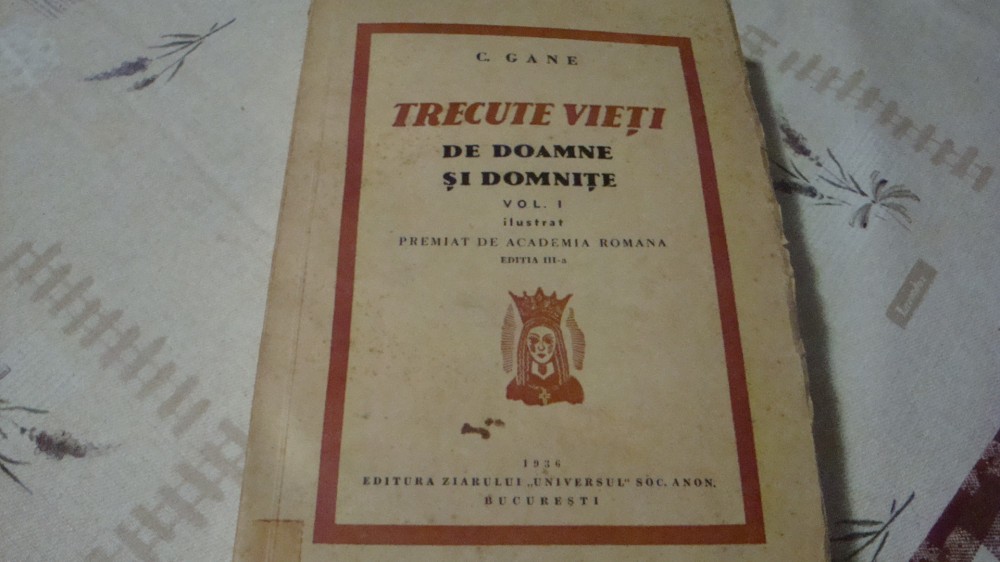 C. GANE
TRECUTE VIEȚI
DE DOAMNE
ȘI DOMNIȚE
VOL. I
ilustrat
PREMIAT DE ACADEMIA ROMANA
EDIȚIA III-a
1936
EDITURA ZIARULUI „UNIVERSUL" SOC. ANON.
BUCUREȘTI